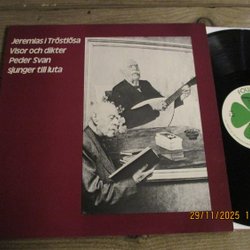 Jeremias i Tröstlösa
Visor och dikter
Peder Svan
sjunger till luta
29/11/2025